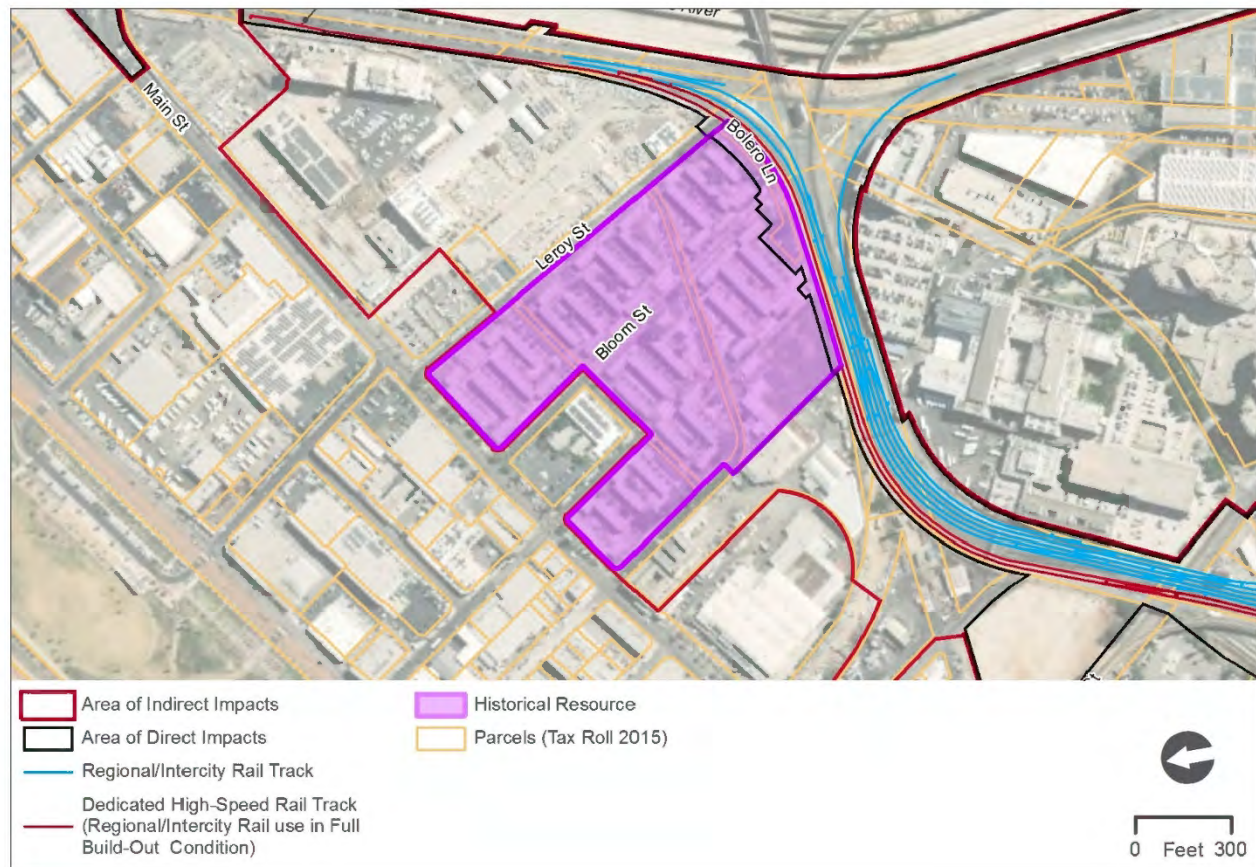 River
Main St
Bolero Ln
Leroy St
Bloom St
Area of Indirect Impacts
Area of Direct Impacts
Regional/Intercity Rail Track
Dedicated High-Speed Rail Track
(Regional/Intercity Rail use in Full
Build-Out Condition)
Historical Resource
Parcels (Tax Roll 2015)
0 Feet 300